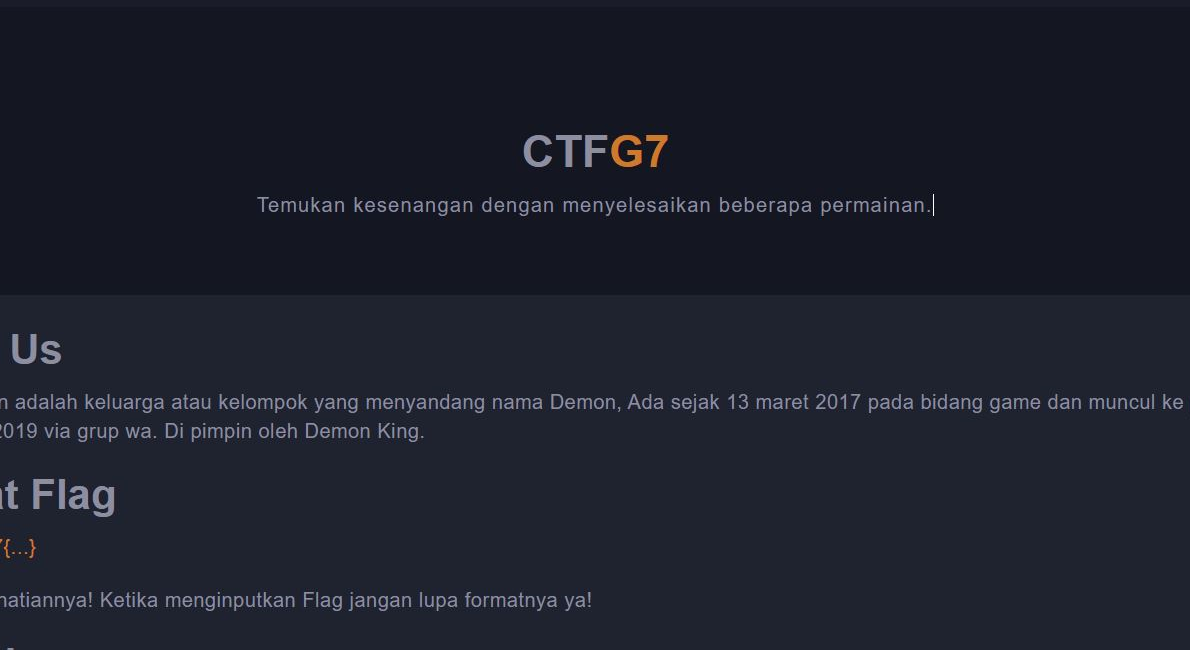 CTFG7
Temukan kesenangan dengan menyelesaikan beberapa permainan.
Us
adalah keluarga atau kelompok yang menyandang nama Demon, Ada sejak 13 maret 2017 pada bidang game dan muncul ke
2019 via grup wa. Di pimpin oleh Demon King.
Flag
{...}
Ketika menginputkan Flag jangan lupa formatnya ya!